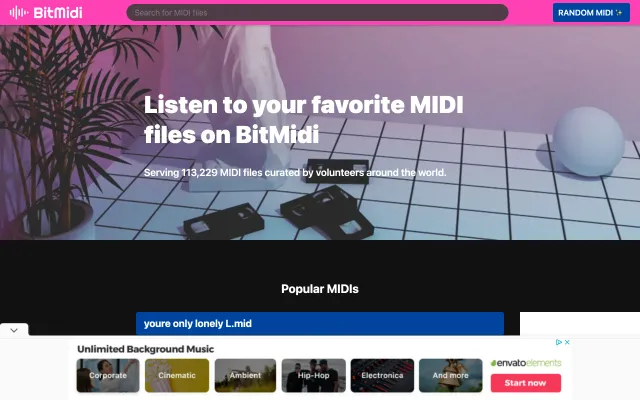 BitMidi
Search for MIDI files
RANDOM MIDI
Listen to your favorite MIDI
files on BitMidi
Serving 113,229 MIDI files curated by volunteers around the world.
Popular MIDIs
youre only lonely L.mid
Unlimited Background Music
Corporate
Cinematic
Ambient
Hip-Hop
Electronica
And more
envatoelements
Start now